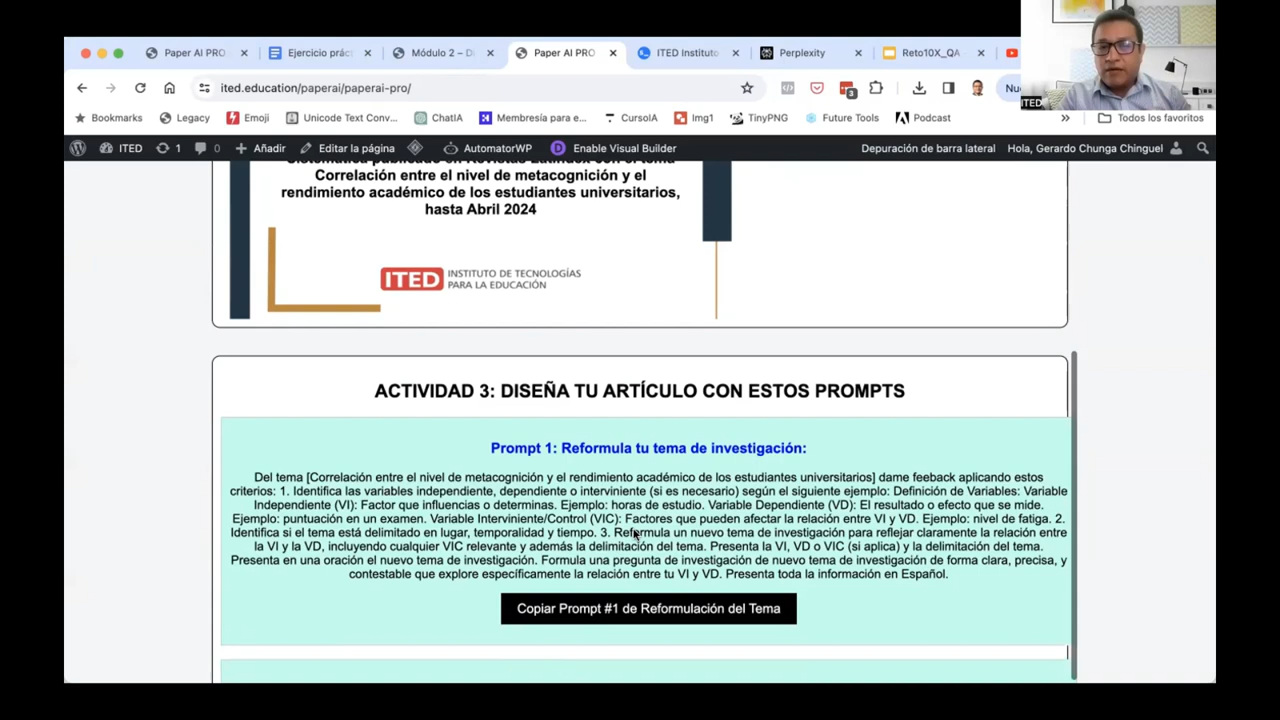 Paper AI PRO
Ejercicio prác
Módulo 2 – D
Paper AI PRO
ITED Instituto
Perplexity
Reto10X_QA
ited.education/paperai/paperai-pro/
3
Nu
ITED
Bookmarks
Legacy
Emoji
Unicode Text Conv...
ChatIA
Membresía para e...
CursoIA
Img1
TinyPNG
Future Tools
Podcast
Todos los favoritos
ITED
1
0
Añadir
Editar la página
AutomatorWP
D
Enable Visual Builder
Depuración de barra lateral
Hola, Gerardo Chunga Chinguel
Correlación entre el nivel de metacognición y el
rendimiento académico de los estudiantes universitarios,
hasta Abril 2024
ITED INSTITUTO DE TECNOLOGÍAS
PARA LA EDUCACIÓN
ACTIVIDAD 3: DISEÑA TU ARTÍCULO CON ESTOS PROMPTS
Prompt 1: Reformula tu tema de investigación:
Del tema [Correlación entre el nivel de metacognición y el rendimiento académico de los estudiantes universitarios] dame feeback aplicando estos
criterios: 1. Identifica las variables independiente, dependiente o interviniente (si es necesario) según el siguiente ejemplo: Definición de Variables: Variable
Independiente (VI): Factor que influencias o determinas. Ejemplo: horas de estudio. Variable Dependiente (VD): El resultado o efecto que se mide.
Ejemplo: puntuación en un examen. Variable Interviniente/Control (VIC): Factores que pueden afectar la relación entre VI y VD. Ejemplo: nivel de fatiga. 2.
Identifica si el tema está delimitado en lugar, temporalidad y tiempo. 3. Reformula un nuevo tema de investigación para reflejar claramente la relación entre
la VI y la VD, incluyendo cualquier VIC relevante y además la delimitación del tema. Presenta la VI, VD o VIC (si aplica) y la delimitación del tema.
Presenta en una oración el nuevo tema de investigación. Formula una pregunta de investigación de nuevo tema de investigación de forma clara, precisa, y
contestable que explore específicamente la relación entre tu VI y VD. Presenta toda la información en Español.
Copiar Prompt #1 de Reformulación del Tema